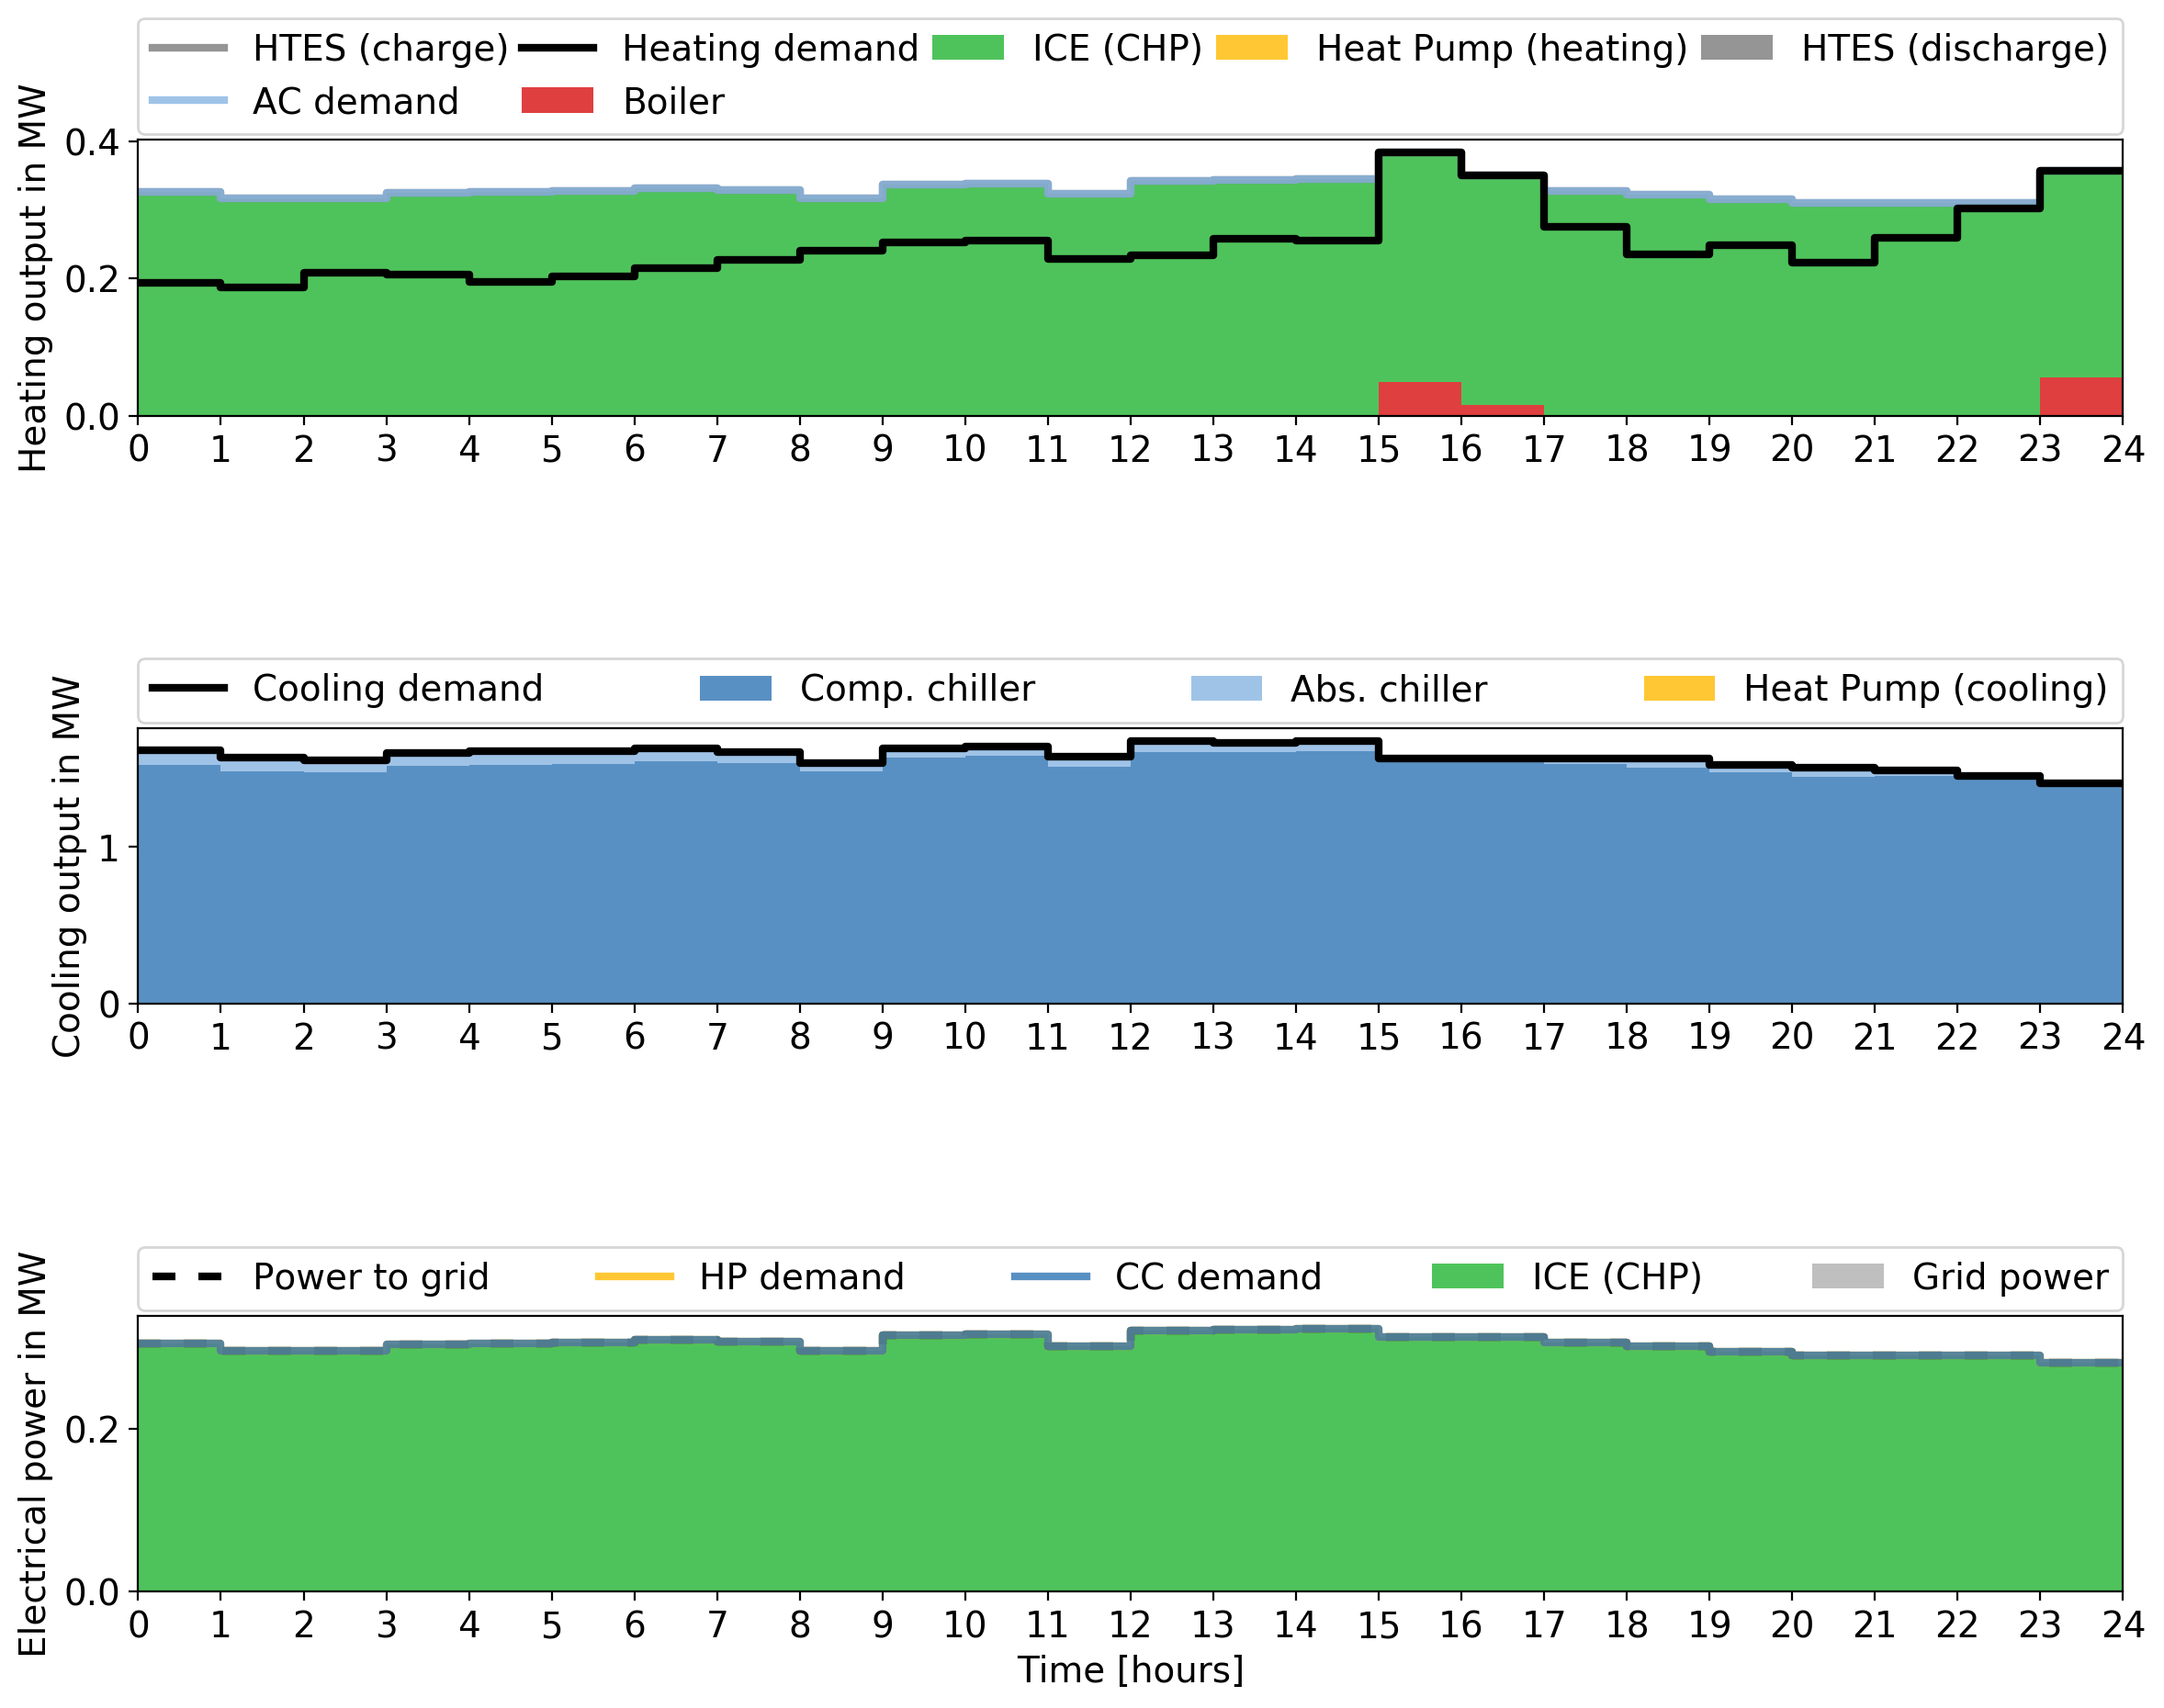 HTES (charge) Heating demand ICE (CHP) Heat Pump (heating) HTES (discharge)
AC demand Boiler
Heating output in MW
0.4
0.2
0.0
0 1 2 3 4 5 6 7 8 9 10 11 12 13 14 15 16 17 18 19 20 21 22 23 24
Cooling demand Comp. chiller Abs. chiller Heat Pump (cooling)
Cooling output in MW
1
0
0 1 2 3 4 5 6 7 8 9 10 11 12 13 14 15 16 17 18 19 20 21 22 23 24
Power to grid HP demand CC demand ICE (CHP) Grid power
Electrical power in MW
0.2
0.0
0 1 2 3 4 5 6 7 8 9 10 11 12 13 14 15 16 17 18 19 20 21 22 23 24
Time [hours]